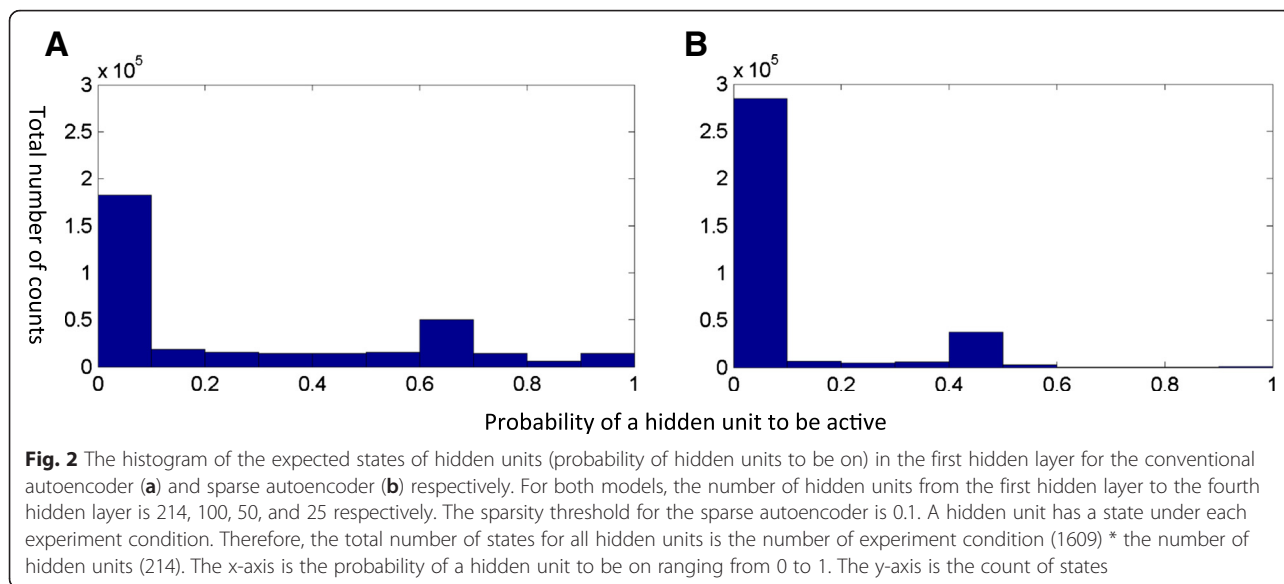 A
B
x 10⁵
x 10⁵
3
2.5
2
1.5
1
0.5
0
3
2.5
2
1.5
1
0.5
0
Total number of counts
0 0.2 0.4 0.6 0.8 1
0 0.2 0.4 0.6 0.8 1
Probability of a hidden unit to be active
Fig. 2 The histogram of the expected states of hidden units (probability of hidden units to be on) in the first hidden layer for the conventional
autoencoder (a) and sparse autoencoder (b) respectively. For both models, the number of hidden units from the first hidden layer to the fourth
hidden layer is 214, 100, 50, and 25 respectively. The sparsity threshold for the sparse autoencoder is 0.1. A hidden unit has a state under each
experiment condition. Therefore, the total number of states for all hidden units is the number of experiment condition (1609) * the number of
hidden units (214). The x-axis is the probability of a hidden unit to be on ranging from 0 to 1. The y-axis is the count of states